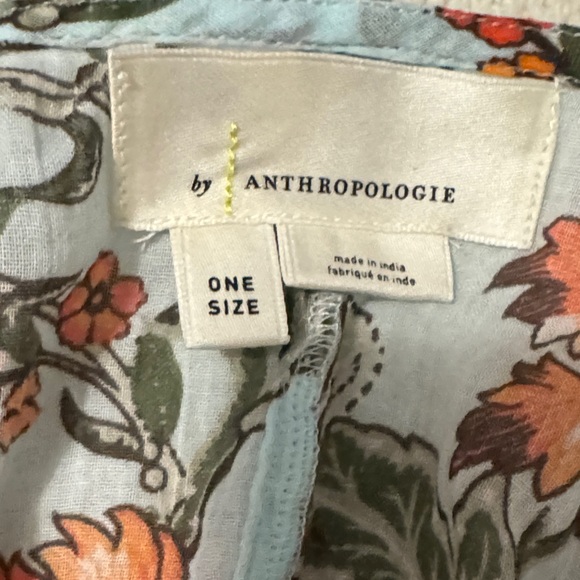 by ANTHROPOLOGIE
ONE
SIZE
made in india
fabriqué en inde